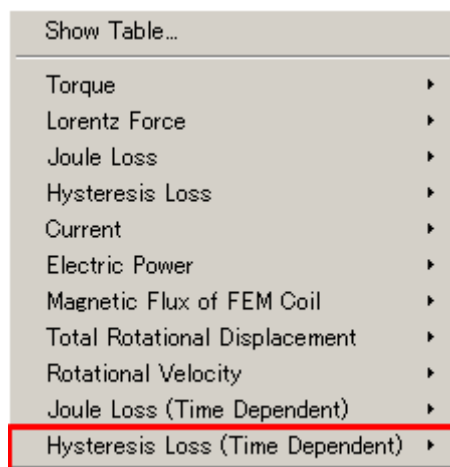 Show Table...
Torque
Lorentz Force
Joule Loss
Hysteresis Loss
Current
Electric Power
Magnetic Flux of FEM Coil
Total Rotational Displacement
Rotational Velocity
Joule Loss (Time Dependent)
Hysteresis Loss (Time Dependent)